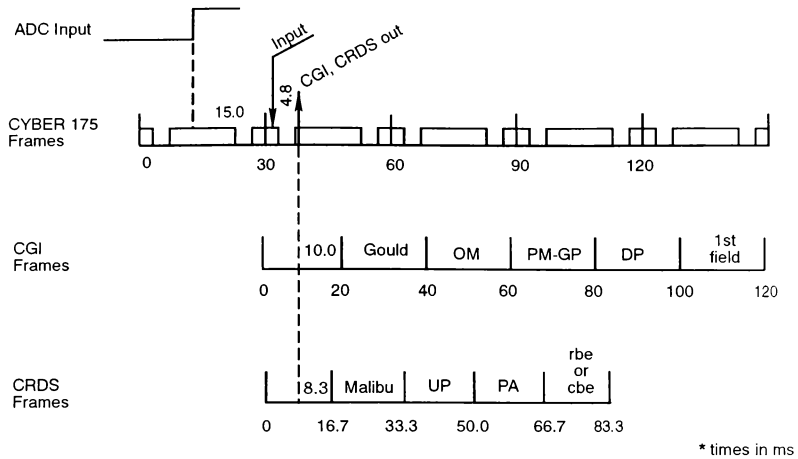 ADC Input
Input
CGI, CRDS out
4.8
15.0
CYBER 175
Frames
0 30 60 90 120
CGI
Frames
10.0 Gould OM PM-GP DP 1st
field
0 20 40 60 80 100 120
CRDS
Frames
8.3 Malibu UP PA rbe
or
cbe
0 16.7 33.3 50.0 66.7 83.3
* times in ms